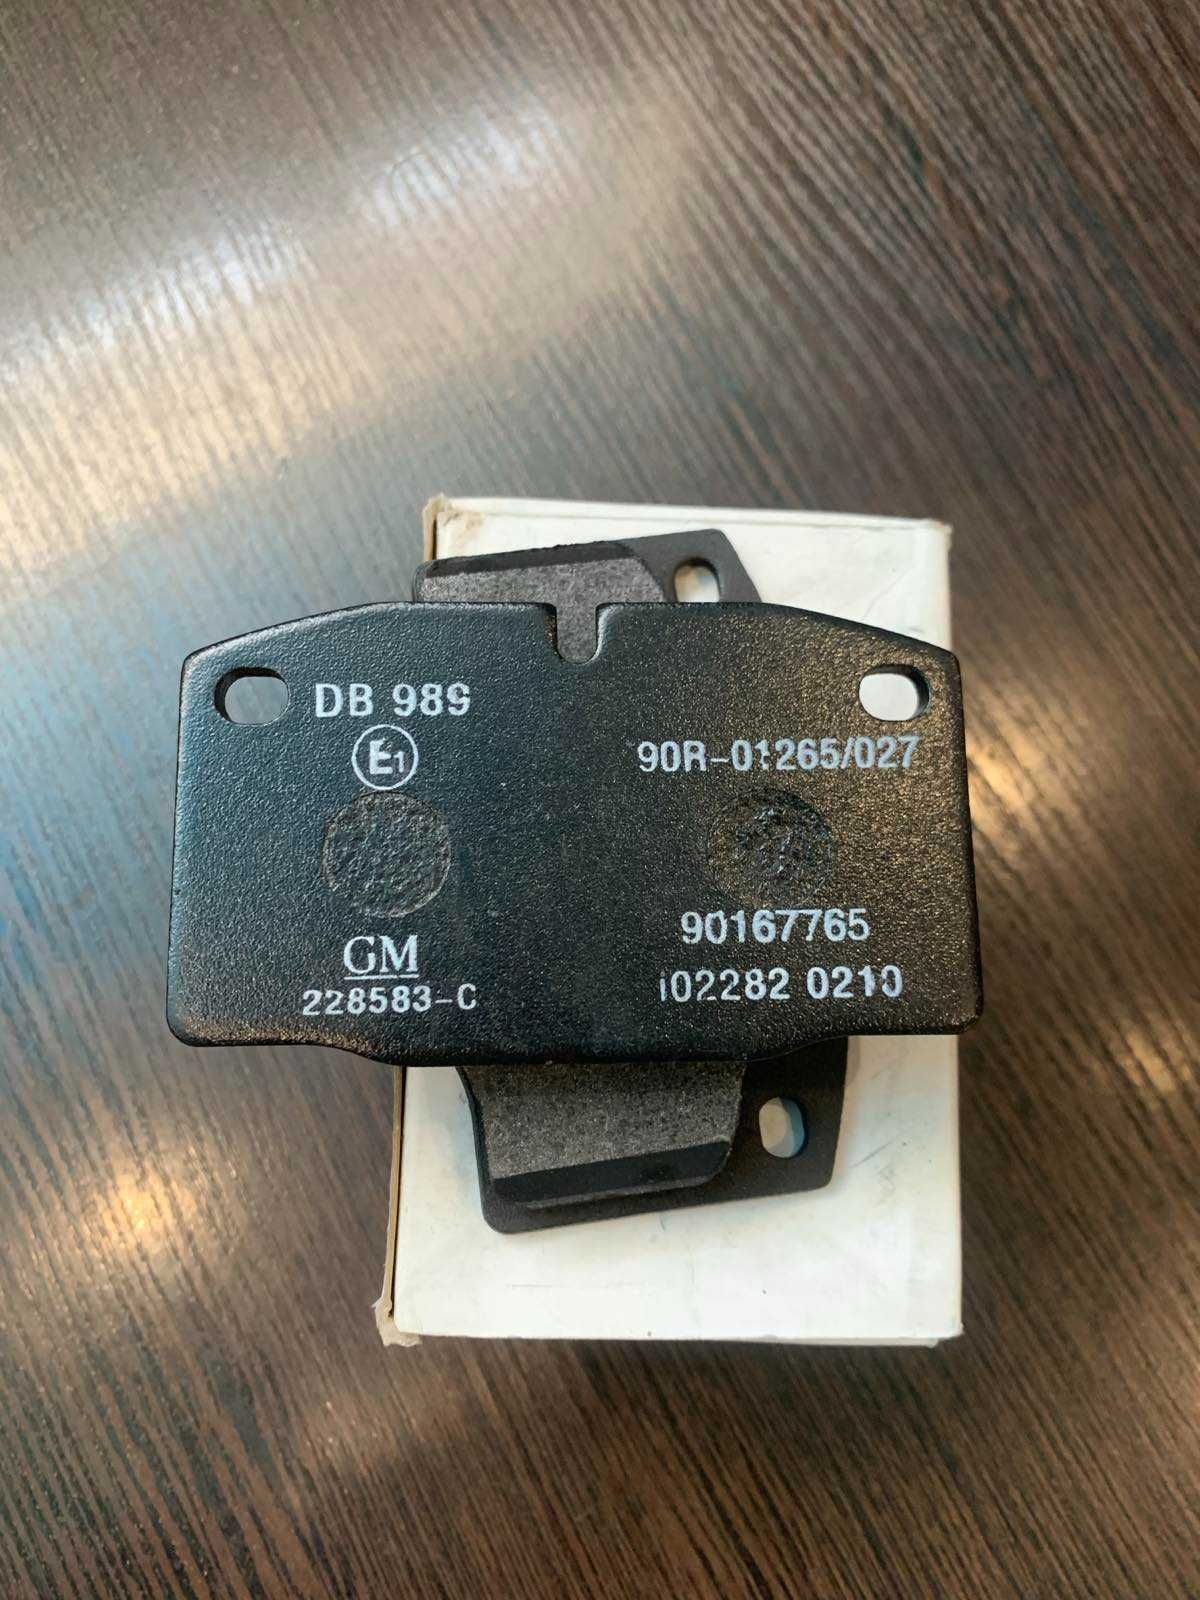 DB 989
E1
90R-01265/027
GM
228583-C
90167765
102282 0210